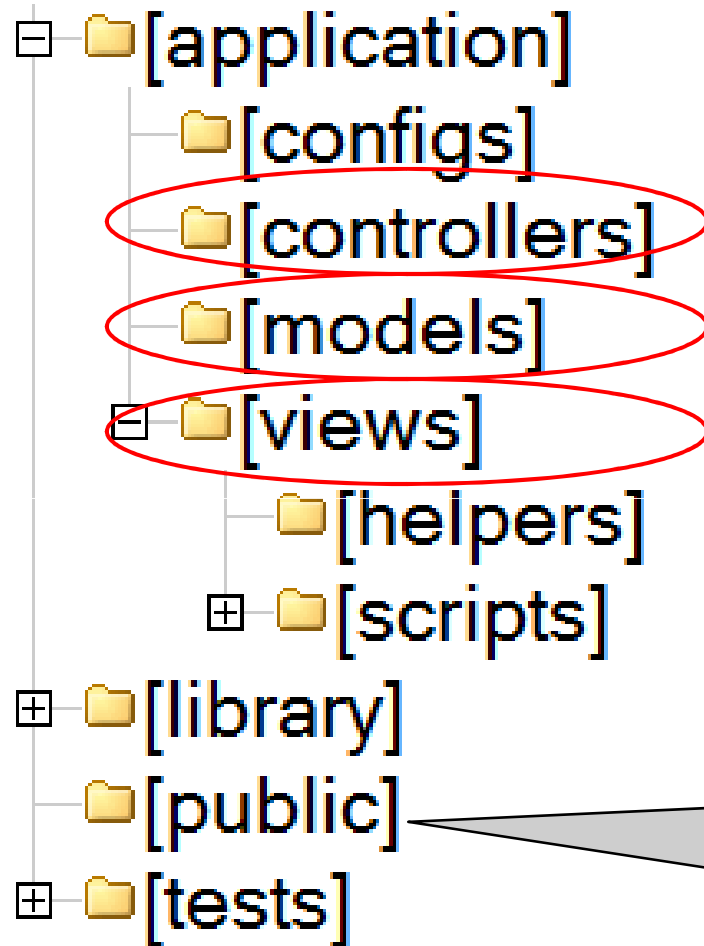 [application]
[configs]
[controllers]
[models]
[views]
[helpers]
[scripts]
[library]
[public]
[tests]